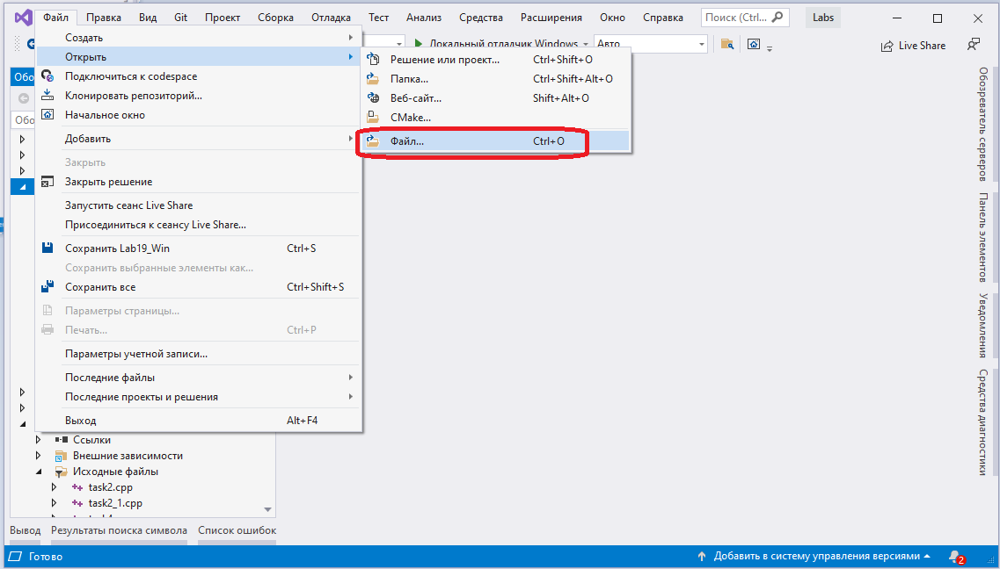 Файл Правка Вид Git Проект Сборка Отладка Тест Анализ Средства Расширения Окно Справка Поиск (Ctrl... Labs
Локальный отладчик Windows Авто Live Share
Создать
Открыть
Подключиться к codespace
Клонировать репозиторий...
Начальное окно
Добавить
Закрыть
Закрыть решение
Запустить сеанс Live Share
Присоединиться к сеансу Live Share...
Сохранить Lab19_Win Ctrl+S
Сохранить выбранные элементы как...
Сохранить все Ctrl+Shift+S
Параметры страницы...
Печать... Ctrl+P
Параметры учетной записи...
Последние файлы
Последние проекты и решения
Выход Alt+F4
Решение или проект... Ctrl+Shift+O
Папка... Ctrl+Shift+Alt+O
Веб-сайт... Shift+Alt+O
CMake...
Файл... Ctrl+O
Обо
Обо
Ссылки
Внешние зависимости
Исходные файлы
task2.cpp
task2_1.cpp
Обозреватель серверов
Панель элементов
Уведомления
Средства диагностики
Вывод Результаты поиска символа Список ошибок
Готово Добавить в систему управления версиями 2